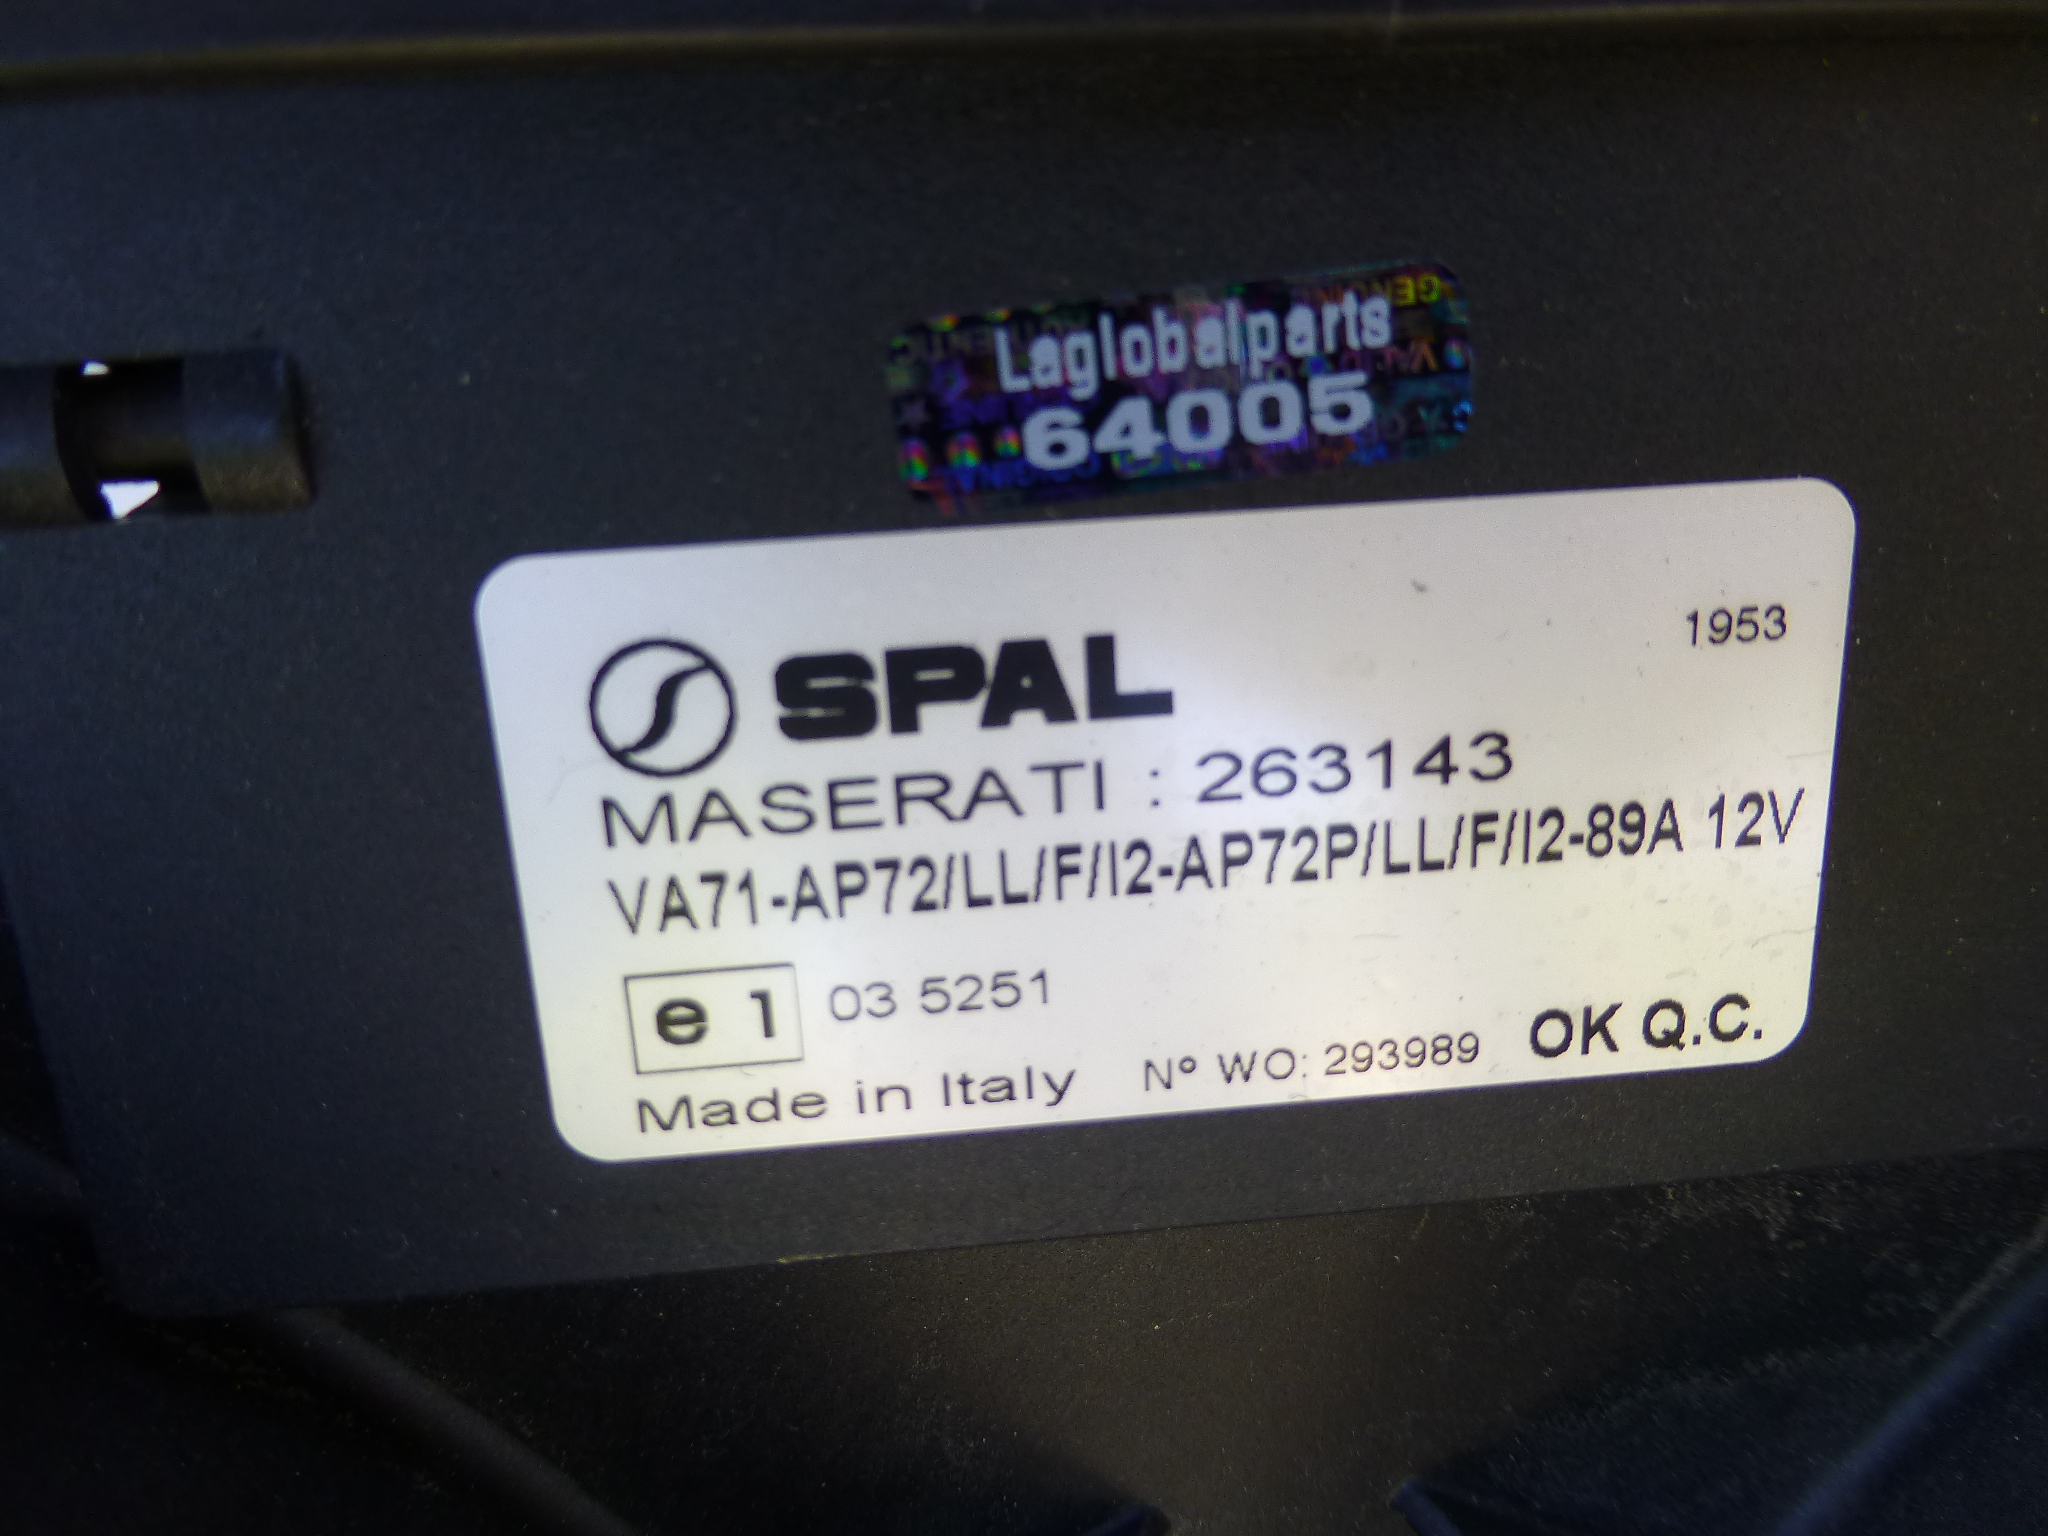 Laglobalparts
64005
1953
SPAL
MASERATI : 263143
VA71-AP72/LL/F/I2-AP72P/LL/F/I2-89A 12V
e 1 03 5251
Made in Italy N° WO: 293989 OK Q.C.